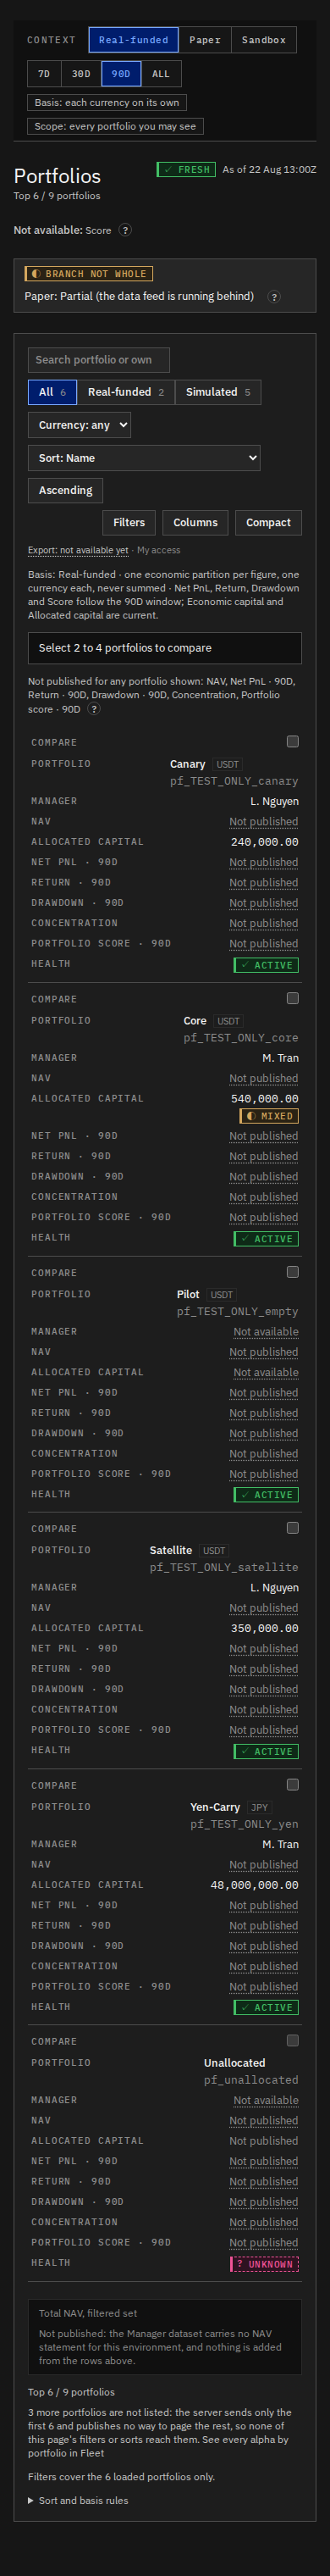 CONTEXT Real-funded Paper Sandbox
7D 30D 90D ALL
Basis: each currency on its own
Scope: every portfolio you may see
Portfolios
✓ FRESH As of 22 Aug 13:00Z
Top 6 / 9 portfolios
Not available: Score ?
BRANCH NOT WHOLE
Paper: Partial (the data feed is running behind) ?
Search portfolio or own
All 6 Real-funded 2 Simulated 5
Currency: any
Sort: Name
Ascending
Filters Columns Compact
Export: not available yet · My access
Basis: Real-funded · one economic partition per figure, one
currency each, never summed · Net PnL, Return, Drawdown
and Score follow the 90D window; Economic capital and
Allocated capital are current.
Select 2 to 4 portfolios to compare
Not published for any portfolio shown: NAV, Net PnL · 90D,
Return · 90D, Drawdown · 90D, Concentration, Portfolio
score · 90D ?
COMPARE
PORTFOLIO Canary USDT
pf_TEST_ONLY_canary
MANAGER L. Nguyen
NAV Not published
ALLOCATED CAPITAL 240,000.00
NET PNL · 90D Not published
RETURN · 90D Not published
DRAWDOWN · 90D Not published
CONCENTRATION Not published
PORTFOLIO SCORE · 90D Not published
HEALTH ✓ ACTIVE
COMPARE
PORTFOLIO Core USDT
pf_TEST_ONLY_core
MANAGER M. Tran
NAV Not published
ALLOCATED CAPITAL 540,000.00
MIXED
NET PNL · 90D Not published
RETURN · 90D Not published
DRAWDOWN · 90D Not published
CONCENTRATION Not published
PORTFOLIO SCORE · 90D Not published
HEALTH ✓ ACTIVE
COMPARE
PORTFOLIO Pilot USDT
pf_TEST_ONLY_empty
MANAGER Not available
NAV Not published
ALLOCATED CAPITAL Not available
NET PNL · 90D Not published
RETURN · 90D Not published
DRAWDOWN · 90D Not published
CONCENTRATION Not published
PORTFOLIO SCORE · 90D Not published
HEALTH ✓ ACTIVE
COMPARE
PORTFOLIO Satellite USDT
pf_TEST_ONLY_satellite
MANAGER L. Nguyen
NAV Not published
ALLOCATED CAPITAL 350,000.00
NET PNL · 90D Not published
RETURN · 90D Not published
DRAWDOWN · 90D Not published
CONCENTRATION Not published
PORTFOLIO SCORE · 90D Not published
HEALTH ✓ ACTIVE
COMPARE
PORTFOLIO Yen-Carry JPY
pf_TEST_ONLY_yen
MANAGER M. Tran
NAV Not published
ALLOCATED CAPITAL 48,000,000.00
NET PNL · 90D Not published
RETURN · 90D Not published
DRAWDOWN · 90D Not published
CONCENTRATION Not published
PORTFOLIO SCORE · 90D Not published
HEALTH ✓ ACTIVE
COMPARE
PORTFOLIO Unallocated
pf_unallocated
MANAGER Not available
NAV Not published
ALLOCATED CAPITAL Not published
NET PNL · 90D Not published
RETURN · 90D Not published
DRAWDOWN · 90D Not published
CONCENTRATION Not published
PORTFOLIO SCORE · 90D Not published
HEALTH ? UNKNOWN
Total NAV, filtered set
Not published: the Manager dataset carries no NAV
statement for this environment, and nothing is added
from the rows above.
Top 6 / 9 portfolios
3 more portfolios are not listed: the server sends only the
first 6 and publishes no way to page the rest, so none of
this page's filters or sorts reach them. See every alpha by
portfolio in Fleet
Filters cover the 6 loaded portfolios only.
▶ Sort and basis rules